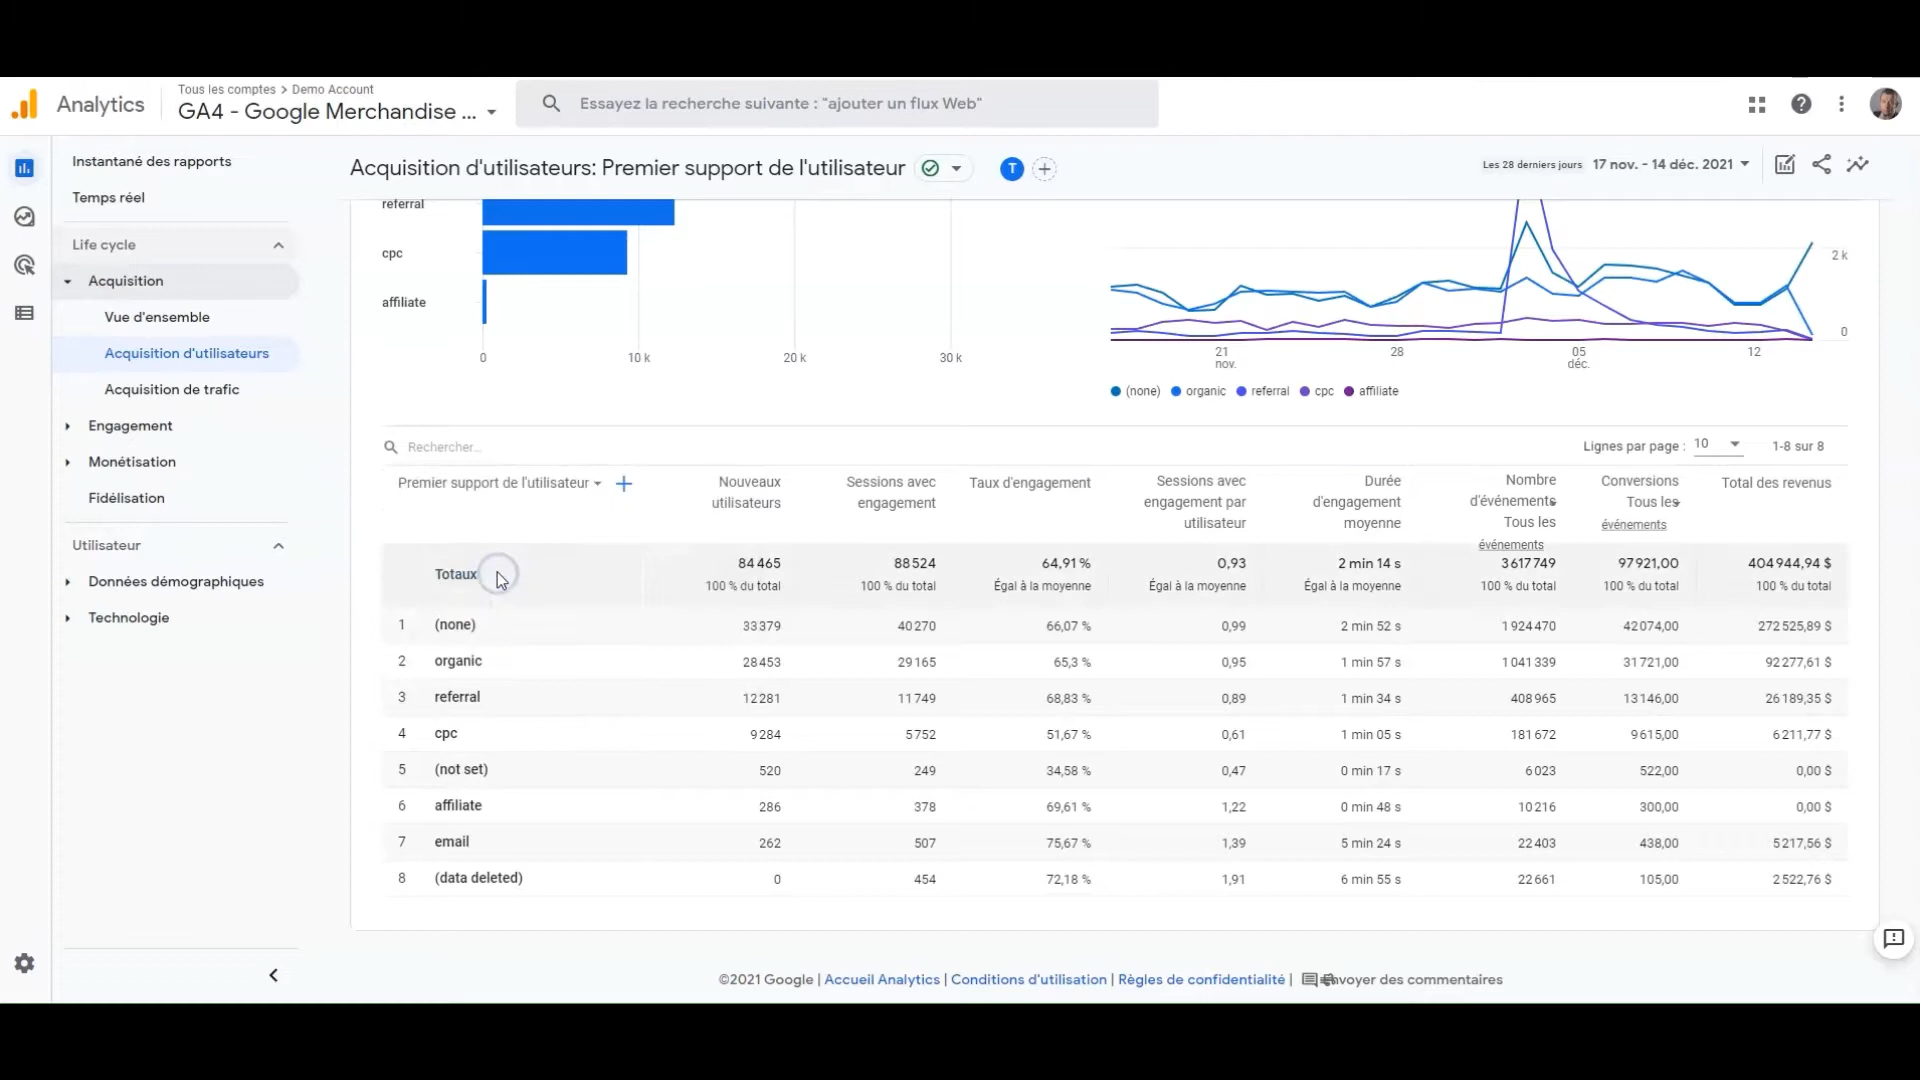 Analytics
Tous les comptes > Demo Account
GA4 - Google Merchandise ...
Essayez la recherche suivante : "ajouter un flux Web"
Instantané des rapports
Temps réel
Life cycle
Acquisition
Vue d'ensemble
Acquisition d'utilisateurs
Acquisition de trafic
Engagement
Monétisation
Fidélisation
Utilisateur
Données démographiques
Technologie
Acquisition d'utilisateurs: Premier support de l'utilisateur
T
Les 28 derniers jours 17 nov. - 14 déc. 2021
referral
cpc
affiliate
0 10 k 20 k 30 k
2 k
0
21 nov. 28 05 déc. 12
(none) organic referral cpc affiliate
Rechercher...
Lignes par page : 10 1-8 sur 8
Premier support de l'utilisateur
Nouveaux utilisateurs
Sessions avec engagement
Taux d'engagement
Sessions avec engagement par utilisateur
Durée d'engagement moyenne
Nombre d'événements Tous les événements
Conversions Tous les événements
Total des revenus
Totaux 84 465 88 524 64,91 % 0,93 2 min 14 s 3 617 749 97 921,00 404 944,94 $
100 % du total 100 % du total Égal à la moyenne Égal à la moyenne Égal à la moyenne 100 % du total 100 % du total 100 % du total
1 (none) 33 379 40 270 66,07 % 0,99 2 min 52 s 1 924 470 42 074,00 272 525,89 $
2 organic 28 453 29 165 65,3 % 0,95 1 min 57 s 1 041 339 31 721,00 92 277,61 $
3 referral 12 281 11 749 68,83 % 0,89 1 min 34 s 408 965 13 146,00 26 189,35 $
4 cpc 9 284 5 752 51,67 % 0,61 1 min 05 s 181 672 9 615,00 6 211,77 $
5 (not set) 520 249 34,58 % 0,47 0 min 17 s 6 023 522,00 0,00 $
6 affiliate 286 378 69,61 % 1,22 0 min 48 s 10 216 300,00 0,00 $
7 email 262 507 75,67 % 1,39 5 min 24 s 22 403 438,00 5 217,56 $
8 (data deleted) 0 454 72,18 % 1,91 6 min 55 s 22 661 105,00 2 522,76 $
©2021 Google | Accueil Analytics | Conditions d'utilisation | Règles de confidentialité | Envoyer des commentaires